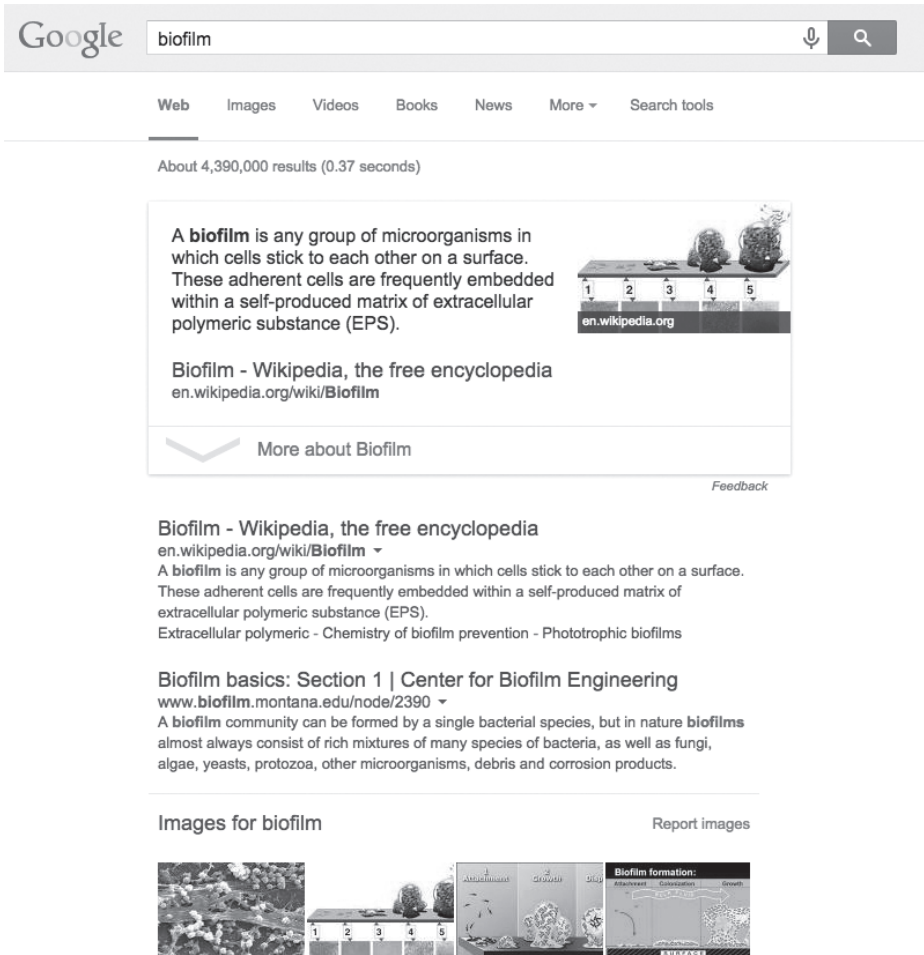 Google
biofilm
Web Images Videos Books News More Search tools
About 4,390,000 results (0.37 seconds)
A biofilm is any group of microorganisms in
which cells stick to each other on a surface.
These adherent cells are frequently embedded
within a self-produced matrix of extracellular
polymeric substance (EPS).
1 2 3 4 5
en.wikipedia.org
Biofilm - Wikipedia, the free encyclopedia
en.wikipedia.org/wiki/Biofilm
More about Biofilm
Feedback
Biofilm - Wikipedia, the free encyclopedia
en.wikipedia.org/wiki/Biofilm
A biofilm is any group of microorganisms in which cells stick to each other on a surface.
These adherent cells are frequently embedded within a self-produced matrix of
extracellular polymeric substance (EPS).
Extracellular polymeric - Chemistry of biofilm prevention - Phototrophic biofilms
Biofilm basics: Section 1 | Center for Biofilm Engineering
www.biofilm.montana.edu/node/2390
A biofilm community can be formed by a single bacterial species, but in nature biofilms
almost always consist of rich mixtures of many species of bacteria, as well as fungi,
algae, yeasts, protozoa, other microorganisms, debris and corrosion products.
Images for biofilm Report images
1 2 3 4 5
1 2
Attachment Growth Disp
Biofilm formation:
Attachment Colonization Growth
SURFACE